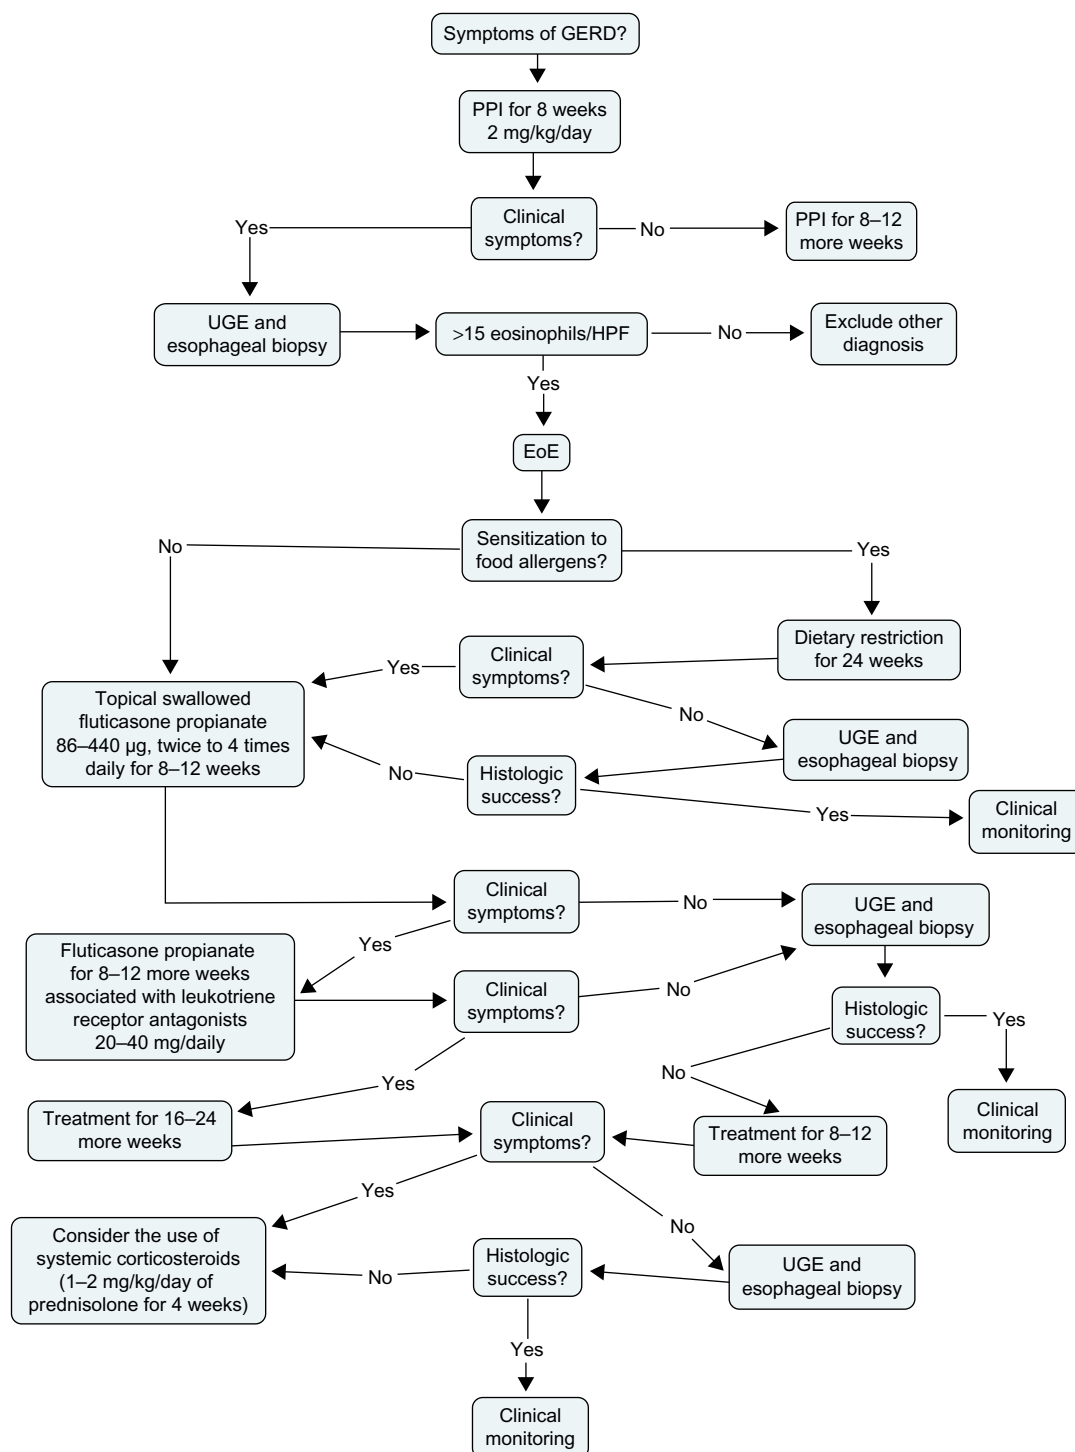 Symptoms of GERD?
PPI for 8 weeks
2 mg/kg/day
Clinical
symptoms?
Yes
No
PPI for 8–12
more weeks
UGE and
esophageal biopsy
>15 eosinophils/HPF
No
Exclude other
diagnosis
Yes
EoE
Sensitization to
food allergens?
No
Yes
Dietary restriction
for 24 weeks
Clinical
symptoms?
Yes
No
Topical swallowed
fluticasone propianate
86–440 µg, twice to 4 times
daily for 8–12 weeks
UGE and
esophageal biopsy
Histologic
success?
No
Yes
Clinical
monitoring
Clinical
symptoms?
No
UGE and
esophageal biopsy
Yes
Fluticasone propianate
for 8–12 more weeks
associated with leukotriene
receptor antagonists
20–40 mg/daily
Clinical
symptoms?
No
Histologic
success?
Yes
No
Yes
Clinical
monitoring
Treatment for 16–24
more weeks
Clinical
symptoms?
Treatment for 8–12
more weeks
Yes
No
Consider the use of
systemic corticosteroids
(1–2 mg/kg/day of
prednisolone for 4 weeks)
Histologic
success?
No
UGE and
esophageal biopsy
Yes
Clinical
monitoring